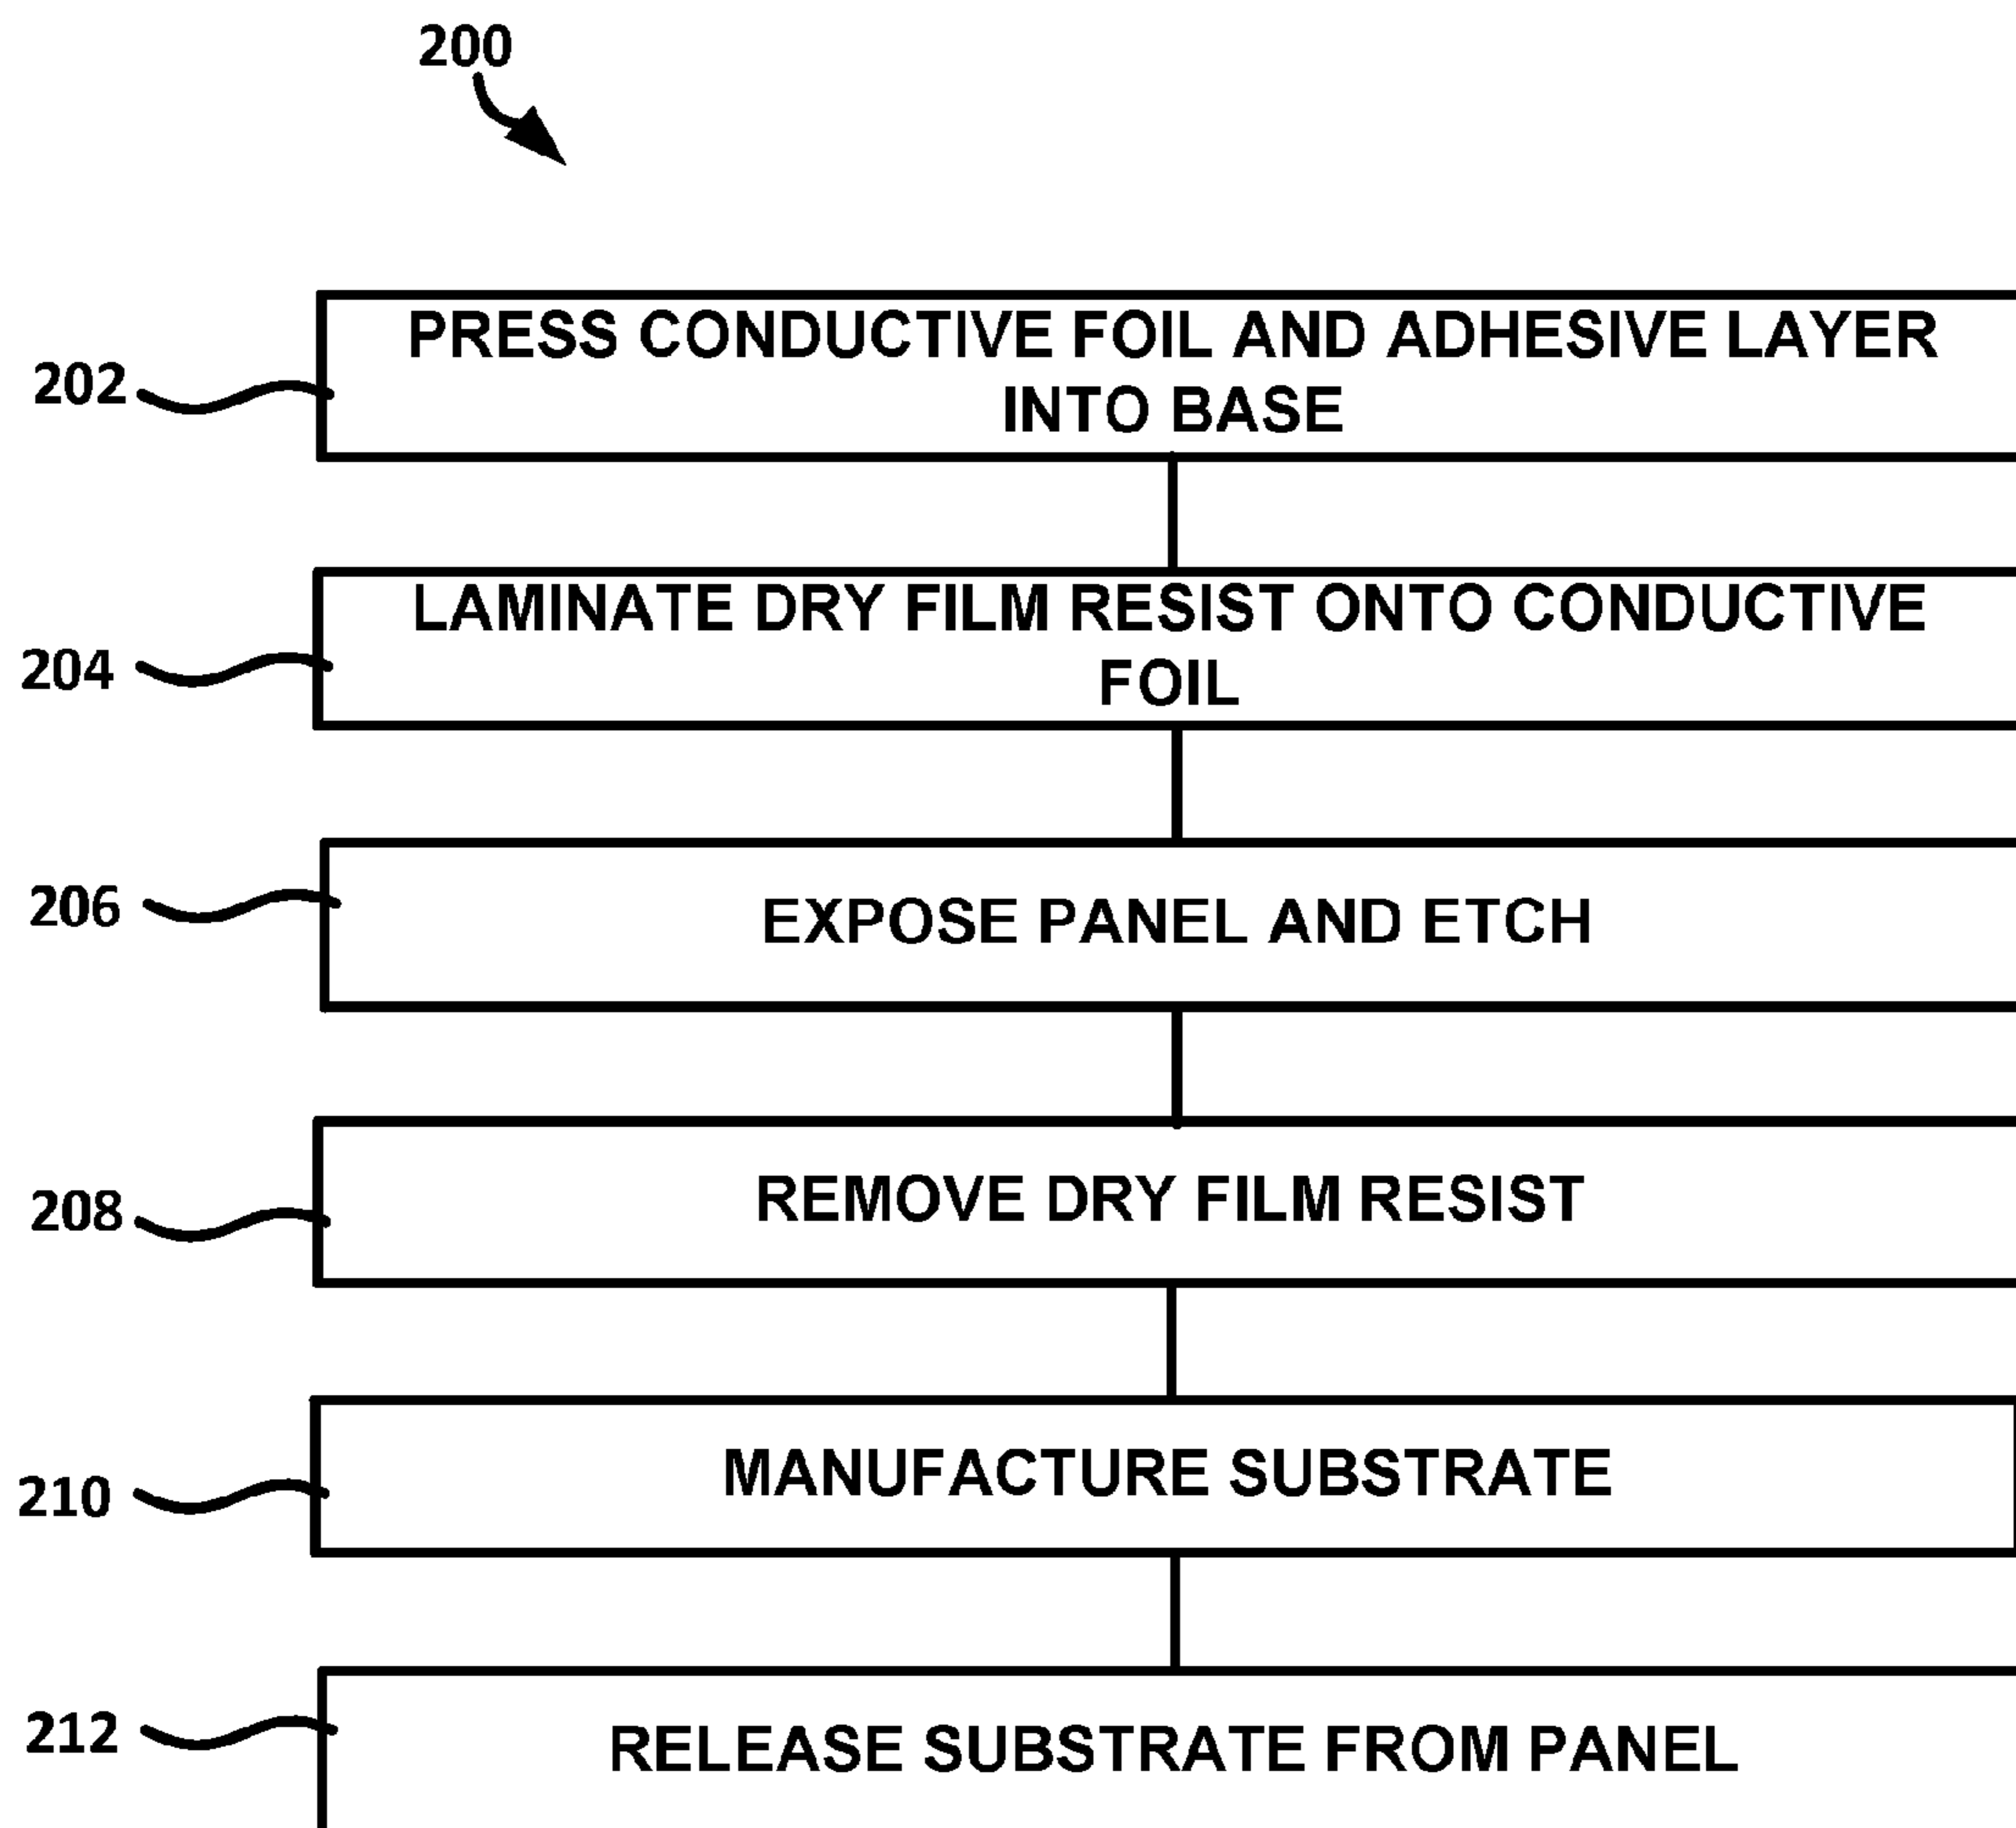 200
202
PRESS CONDUCTIVE FOIL AND ADHESIVE LAYER
INTO BASE
204
LAMINATE DRY FILM RESIST ONTO CONDUCTIVE
FOIL
206
EXPOSE PANEL AND ETCH
208
REMOVE DRY FILM RESIST
210
MANUFACTURE SUBSTRATE
212
RELEASE SUBSTRATE FROM PANEL